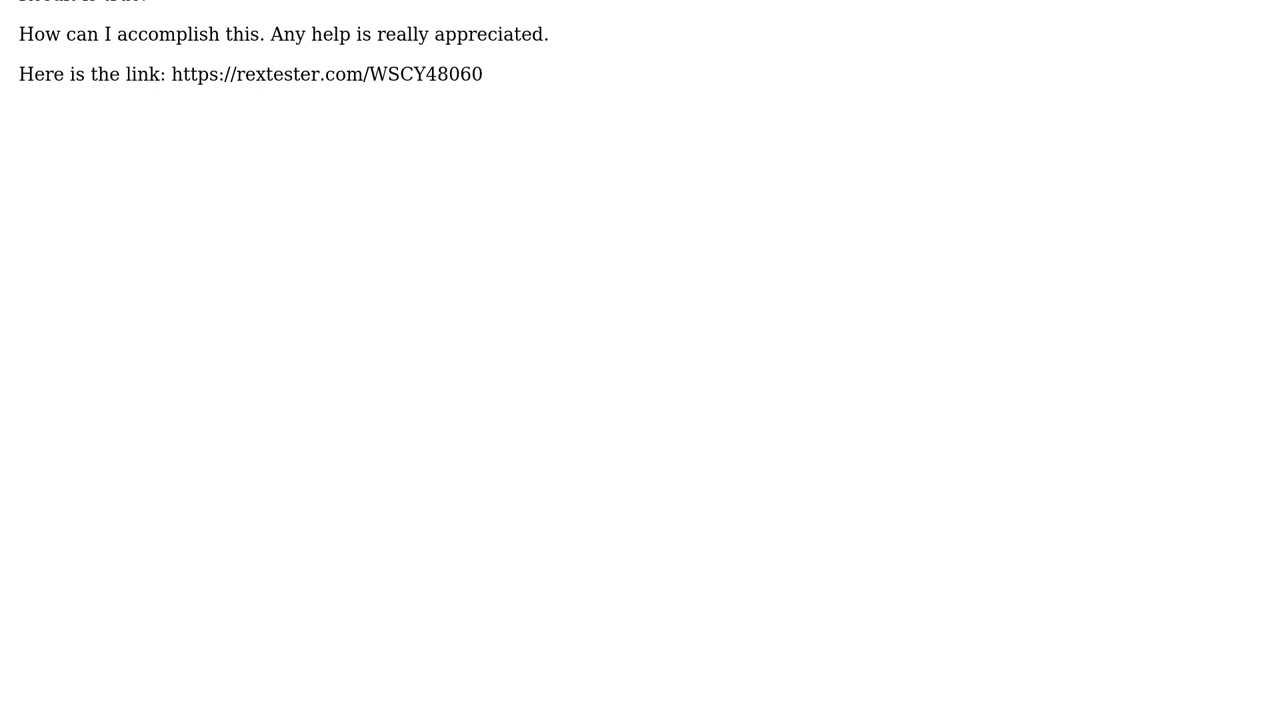 How can I accomplish this. Any help is really appreciated.
Here is the link: https://rextester.com/WSCY48060